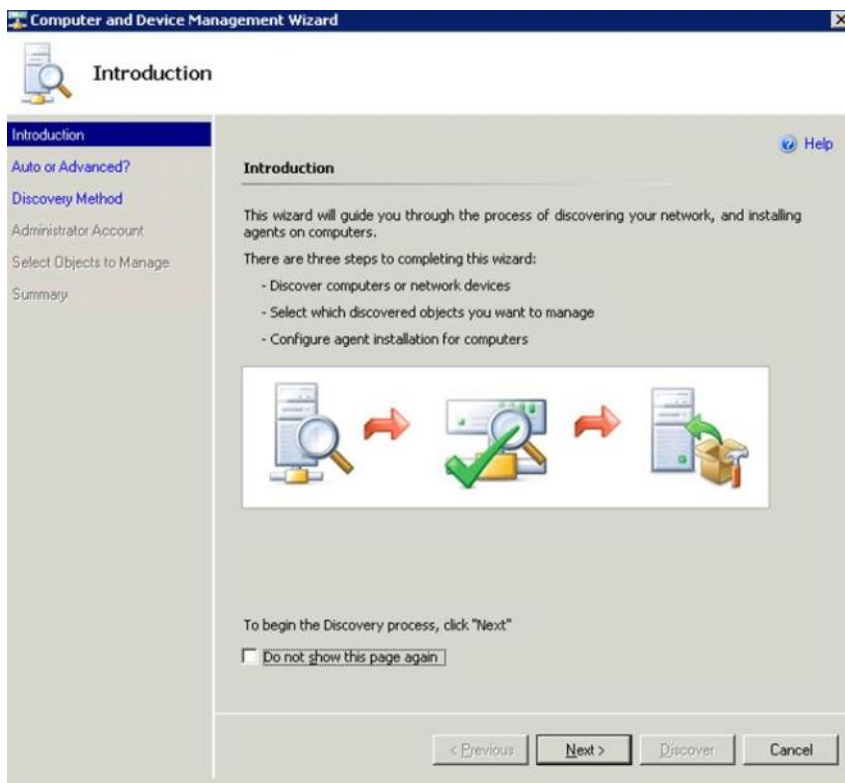 Computer and Device Management Wizard
Introduction
Introduction
Auto or Advanced?
Discovery Method
Administrator Account
Select Objects to Manage
Summary
Help
Introduction
This wizard will guide you through the process of discovering your network, and installing
agents on computers.
There are three steps to completing this wizard:
- Discover computers or network devices
- Select which discovered objects you want to manage
- Configure agent installation for computers
To begin the Discovery process, click "Next"
Do not show this page again
< Previous
Next >
Discover
Cancel